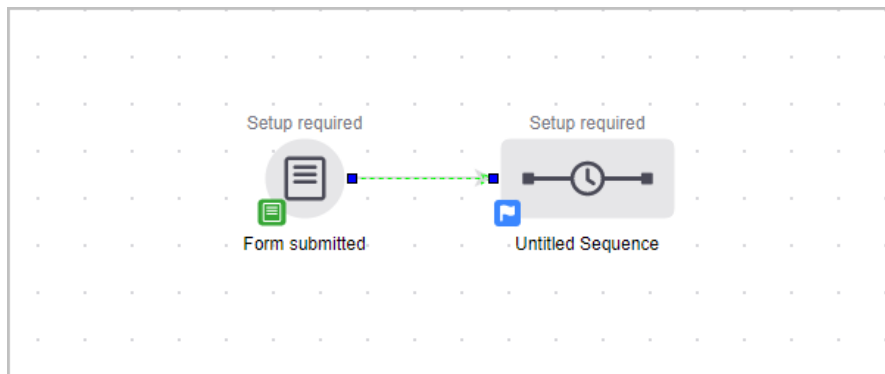 Setup required
Setup required
Form submitted
Untitled Sequence